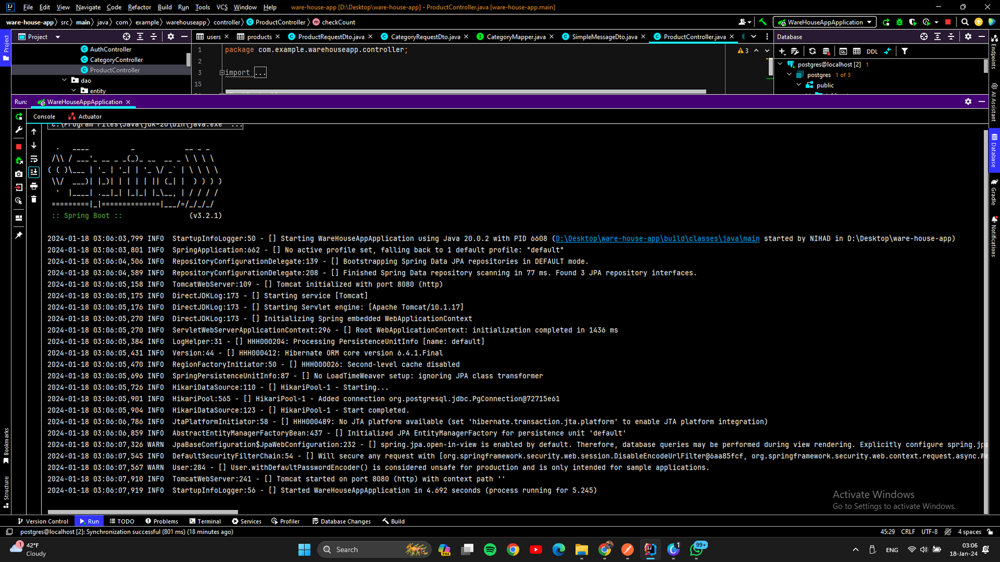 File Edit View Navigate Code Refactor Build Run Tools VCS Window Help ware-house-app [D:\Desktop\ware-house-app] - ProductController.java [ware-house-app.main]
ware-house-app src main java com example warehouseapp controller ProductController checkCount WareHouseAppApplication
Project users products ProductRequestDto.java CategoryRequestDto.java CategoryMapper.java SimpleMessageDto.java ProductController.java Database
AuthController
CategoryController
ProductController
dao
entity
1 package com.example.warehouseapp.controller;
2
3 import ...
15
3
DDL
postgres@localhost [2] 1
postgres 1 of 3
public
Run: WareHouseAppApplication
Console Actuator
C:\Program Files\Java\jdk-20\bin\java.exe ...
:: Spring Boot :: (v3.2.1)
2024-01-18 03:06:03,799 INFO StartupInfoLogger:50 - [] Starting WareHouseAppApplication using Java 20.0.2 with PID 6608 (D:\Desktop\ware-house-app\build\classes\java\main started by NIHAD in D:\Desktop\ware-house-app)
2024-01-18 03:06:03,801 INFO SpringApplication:662 - [] No active profile set, falling back to 1 default profile: "default"
2024-01-18 03:06:04,506 INFO RepositoryConfigurationDelegate:139 - [] Bootstrapping Spring Data JPA repositories in DEFAULT mode.
2024-01-18 03:06:04,589 INFO RepositoryConfigurationDelegate:208 - [] Finished Spring Data repository scanning in 77 ms. Found 3 JPA repository interfaces.
2024-01-18 03:06:05,158 INFO TomcatWebServer:109 - [] Tomcat initialized with port 8080 (http)
2024-01-18 03:06:05,175 INFO DirectJDKLog:173 - [] Starting service [Tomcat]
2024-01-18 03:06:05,176 INFO DirectJDKLog:173 - [] Starting Servlet engine: [Apache Tomcat/10.1.17]
2024-01-18 03:06:05,270 INFO DirectJDKLog:173 - [] Initializing Spring embedded WebApplicationContext
2024-01-18 03:06:05,270 INFO ServletWebServerApplicationContext:296 - [] Root WebApplicationContext: initialization completed in 1436 ms
2024-01-18 03:06:05,384 INFO LogHelper:31 - [] HHH000204: Processing PersistenceUnitInfo [name: default]
2024-01-18 03:06:05,431 INFO Version:44 - [] HHH000412: Hibernate ORM core version 6.4.1.Final
2024-01-18 03:06:05,470 INFO RegionFactoryInitiator:50 - [] HHH000026: Second-level cache disabled
2024-01-18 03:06:05,696 INFO SpringPersistenceUnitInfo:87 - [] No LoadTimeWeaver setup: ignoring JPA class transformer
2024-01-18 03:06:05,726 INFO HikariDataSource:110 - [] HikariPool-1 - Starting...
2024-01-18 03:06:05,901 INFO HikariPool:565 - [] HikariPool-1 - Added connection org.postgresql.jdbc.PgConnection@72715e61
2024-01-18 03:06:05,904 INFO HikariDataSource:123 - [] HikariPool-1 - Start completed.
2024-01-18 03:06:06,786 INFO JtaPlatformInitiator:58 - [] HHH000489: No JTA platform available (set 'hibernate.transaction.jta.platform' to enable JTA platform integration)
2024-01-18 03:06:06,859 INFO AbstractEntityManagerFactoryBean:437 - [] Initialized JPA EntityManagerFactory for persistence unit 'default'
2024-01-18 03:06:07,326 WARN JpaBaseConfiguration$JpaWebConfiguration:232 - [] spring.jpa.open-in-view is enabled by default. Therefore, database queries may be performed during view rendering. Explicitly configure spring.jpa
2024-01-18 03:06:07,545 INFO DefaultSecurityFilterChain:54 - [] Will secure any request with [org.springframework.security.web.session.DisableEncodeUrlFilter@6aa85fcf, org.springframework.security.web.context.request.async.We
2024-01-18 03:06:07,567 WARN User:284 - [] User.withDefaultPasswordEncoder() is considered unsafe for production and is only intended for sample applications.
2024-01-18 03:06:07,910 INFO TomcatWebServer:241 - [] Tomcat started on port 8080 (http) with context path ''
2024-01-18 03:06:07,919 INFO StartupInfoLogger:56 - [] Started WareHouseAppApplication in 4.692 seconds (process running for 5.245)
Activate Windows
Go to Settings to activate Windows.
Project
Bookmarks
Structure
Endpoints
AI Assistant
Database
Gradle
Notifications
Version Control Run TODO Problems Terminal Services Profiler Database Changes Build
postgres@localhost [2]: Synchronization successful (801 ms) (18 minutes ago) 45:29 CRLF UTF-8 4 spaces
1 42°F
Cloudy
Search
PRE
1
99+
ENG
03:06
18-Jan-24